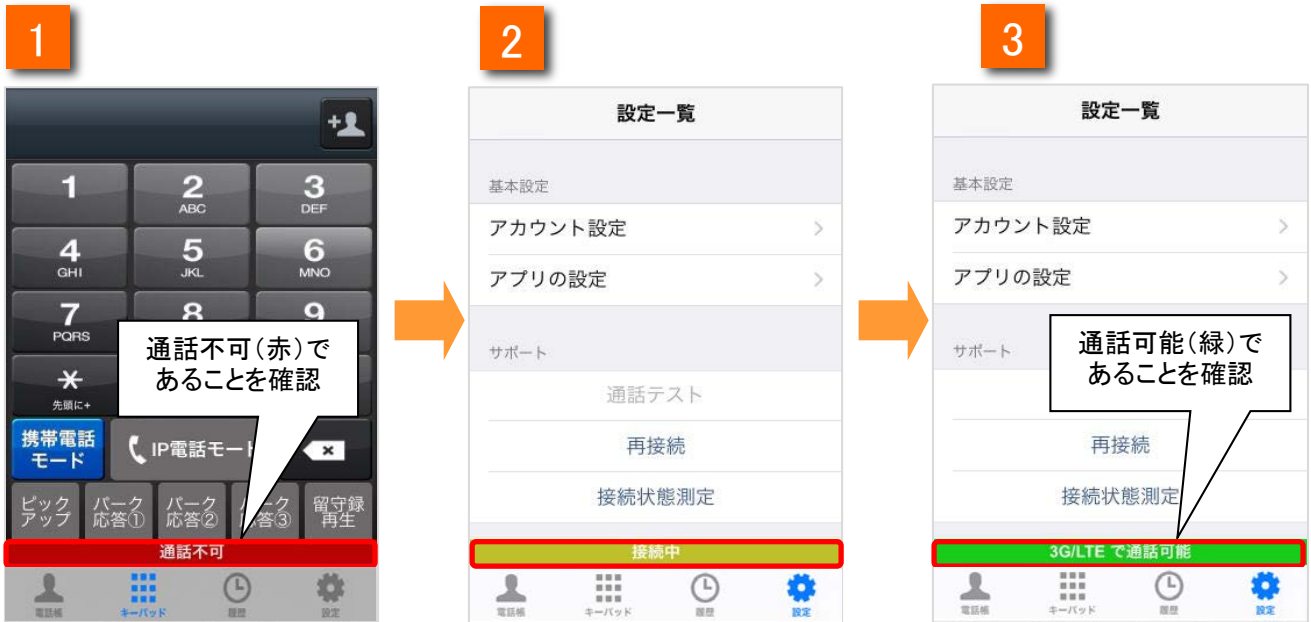 1
2
3
1
2
ABC
3
DEF
4
GHI
5
JKL
6
MNO
7
PQRS
8
9
通話不可(赤)で
あることを確認
先頭に+
携帯電話
モード
IP電話モー
ピック
アップ
パーク
応答①
パーク
応答②
ーク
答③
留守録
再生
通話不可
電話帳
キーパッド
履歴
設定
設定一覧
基本設定
アカウント設定
アプリの設定
サポート
通話テスト
再接続
接続状態測定
接続中
電話帳
キーパッド
履歴
設定
設定一覧
基本設定
アカウント設定
アプリの設定
サポート
通話可能(緑)で
あることを確認
再接続
接続状態測定
3G/LTE で通話可能
電話帳
キーパッド
履歴
設定